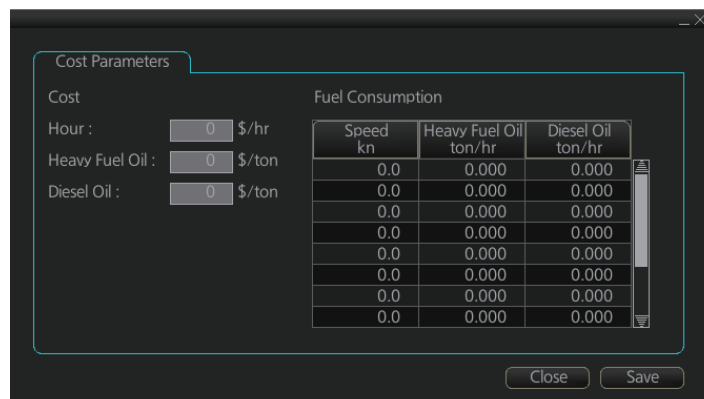 Cost Parameters
Cost
Hour : 0 $/hr
Heavy Fuel Oil : 0 $/ton
Diesel Oil : 0 $/ton
Fuel Consumption
Speed kn Heavy Fuel Oil ton/hr Diesel Oil ton/hr
0.0 0.000 0.000
0.0 0.000 0.000
0.0 0.000 0.000
0.0 0.000 0.000
0.0 0.000 0.000
0.0 0.000 0.000
0.0 0.000 0.000
0.0 0.000 0.000
Close Save